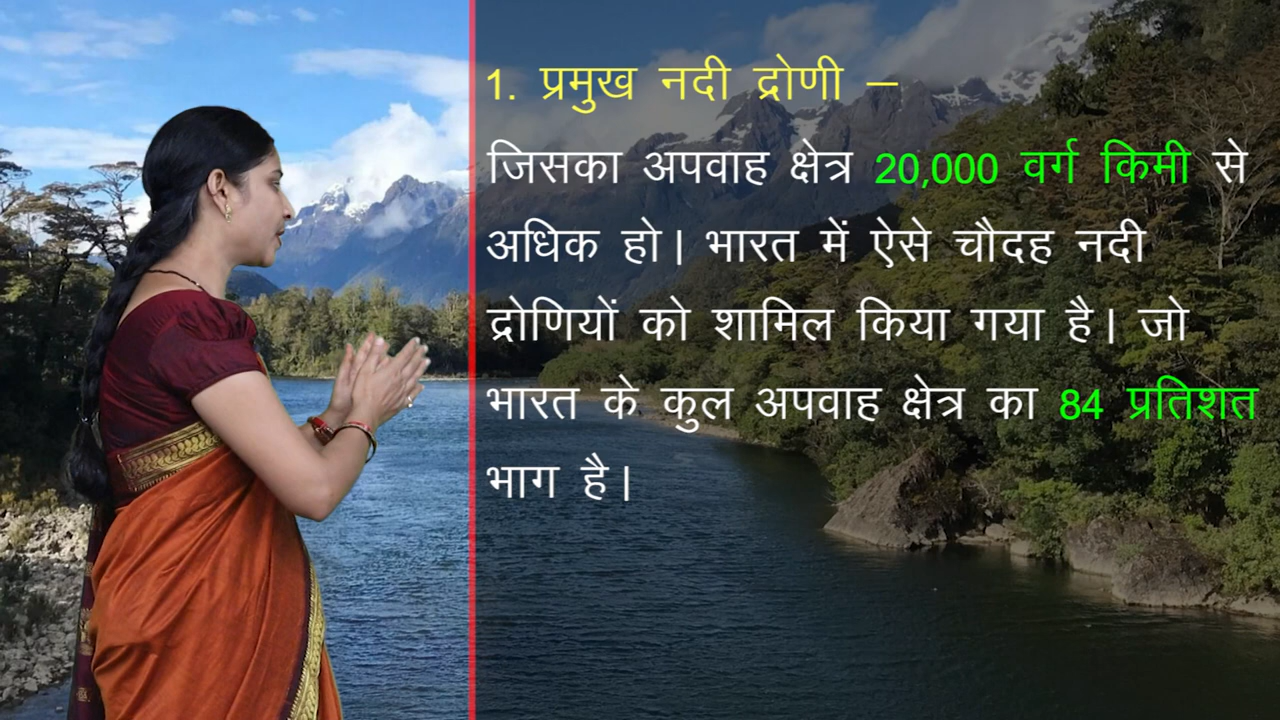 1. प्रमुख नदी द्रोणी –
जिसका अपवाह क्षेत्र 20,000 वर्ग किमी से
अधिक हो। भारत में ऐसे चौदह नदी
द्रोणियों को शामिल किया गया है। जो
भारत के कुल अपवाह क्षेत्र का 84 प्रतिशत
भाग है।